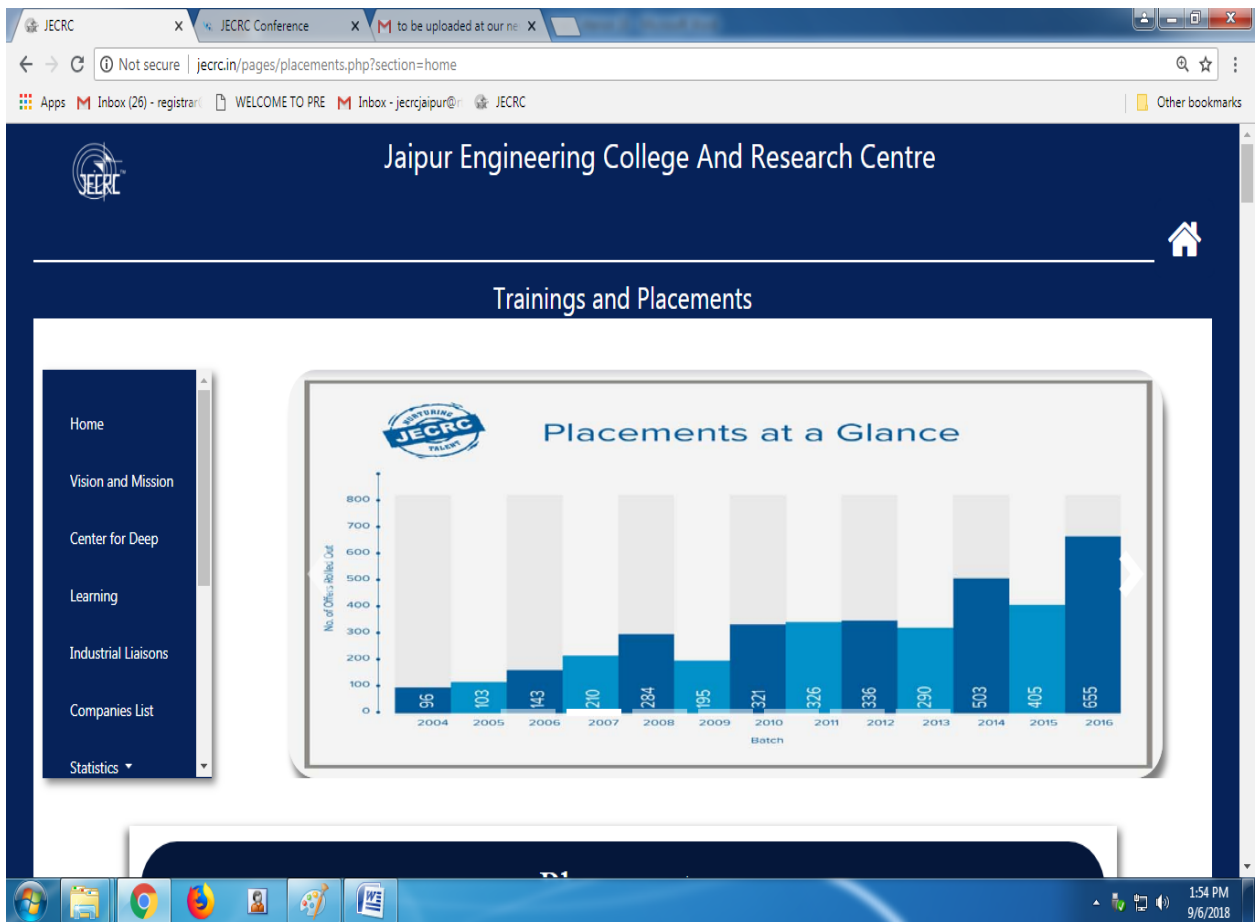 JECRC
JECRC Conference
to be uploaded at our ne
Not secure | jecrc.in/pages/placements.php?section=home
Apps
Inbox (26) - registrar
WELCOME TO PRE
Inbox - jecrcjaipur@
JECRC
Other bookmarks
JECRC
Jaipur Engineering College And Research Centre
Trainings and Placements
Home
Vision and Mission
Center for Deep
Learning
Industrial Liaisons
Companies List
Statistics
NURTURING
JECRC
TALENT
Placements at a Glance
No. of Offers Rolled Out
800
700
600
500
400
300
200
100
0
96 103 143 210 284 195 321 326 336 290 503 405 655
2004 2005 2006 2007 2008 2009 2010 2011 2012 2013 2014 2015 2016
Batch
1:54 PM
9/6/2018